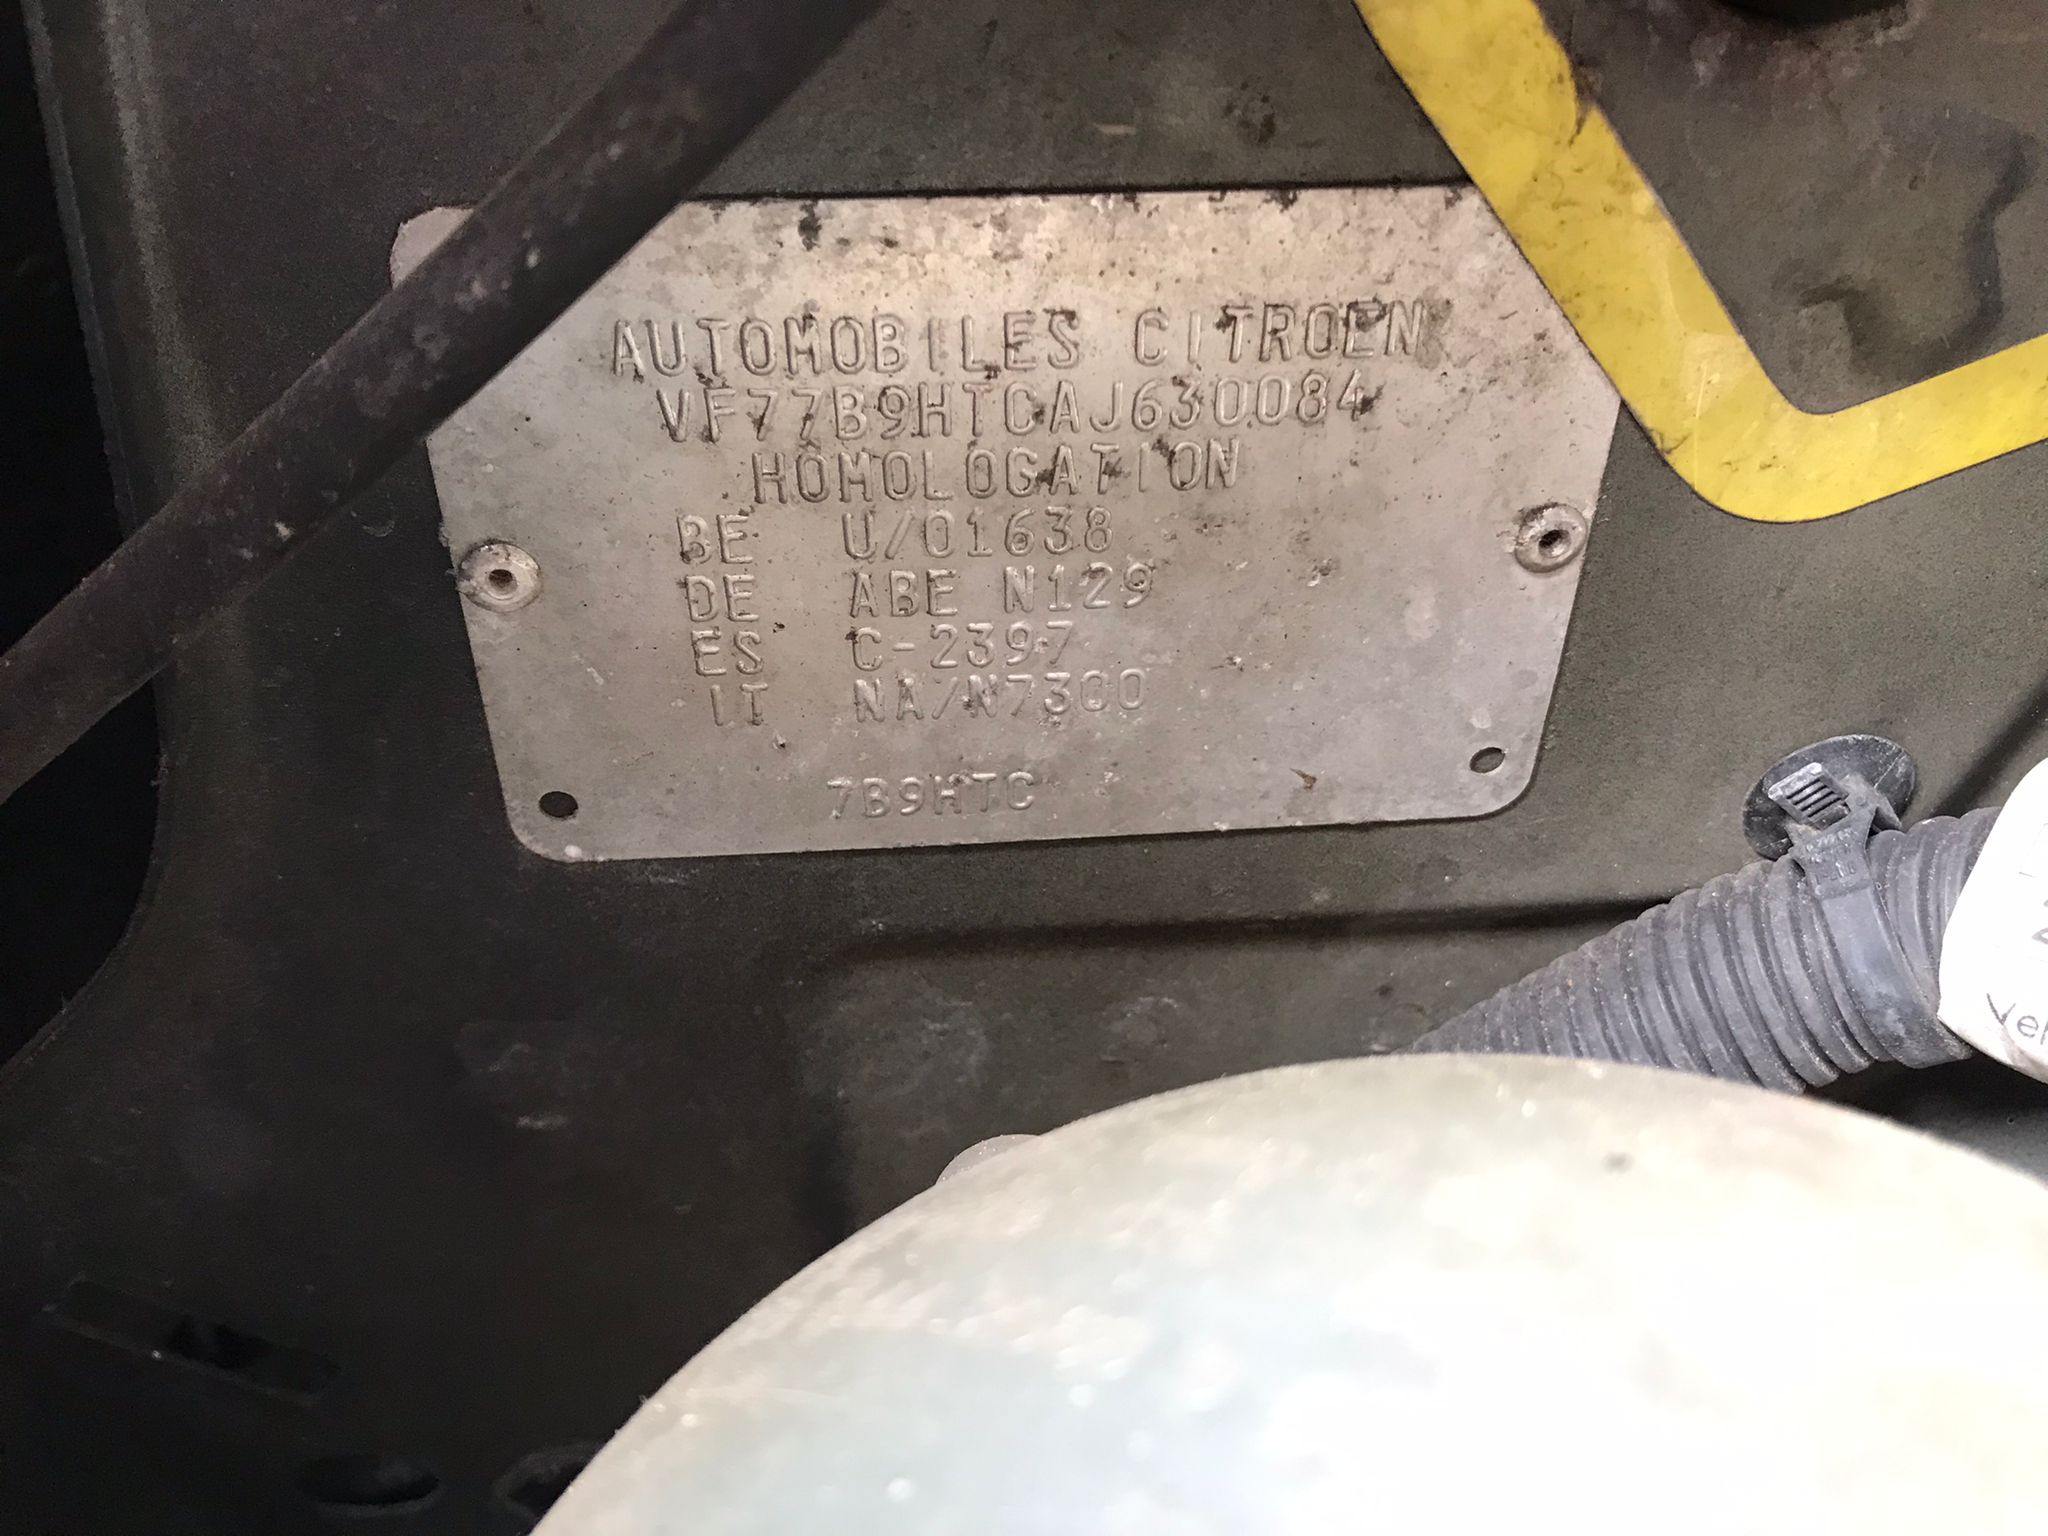 AUTOMOBILES CITROEN
VF77B9HTCAJ630084
HOMOLOGATION
BE U/01638
DE ABE N129
ES C-2397
IT NA/N7300
7B9HTC